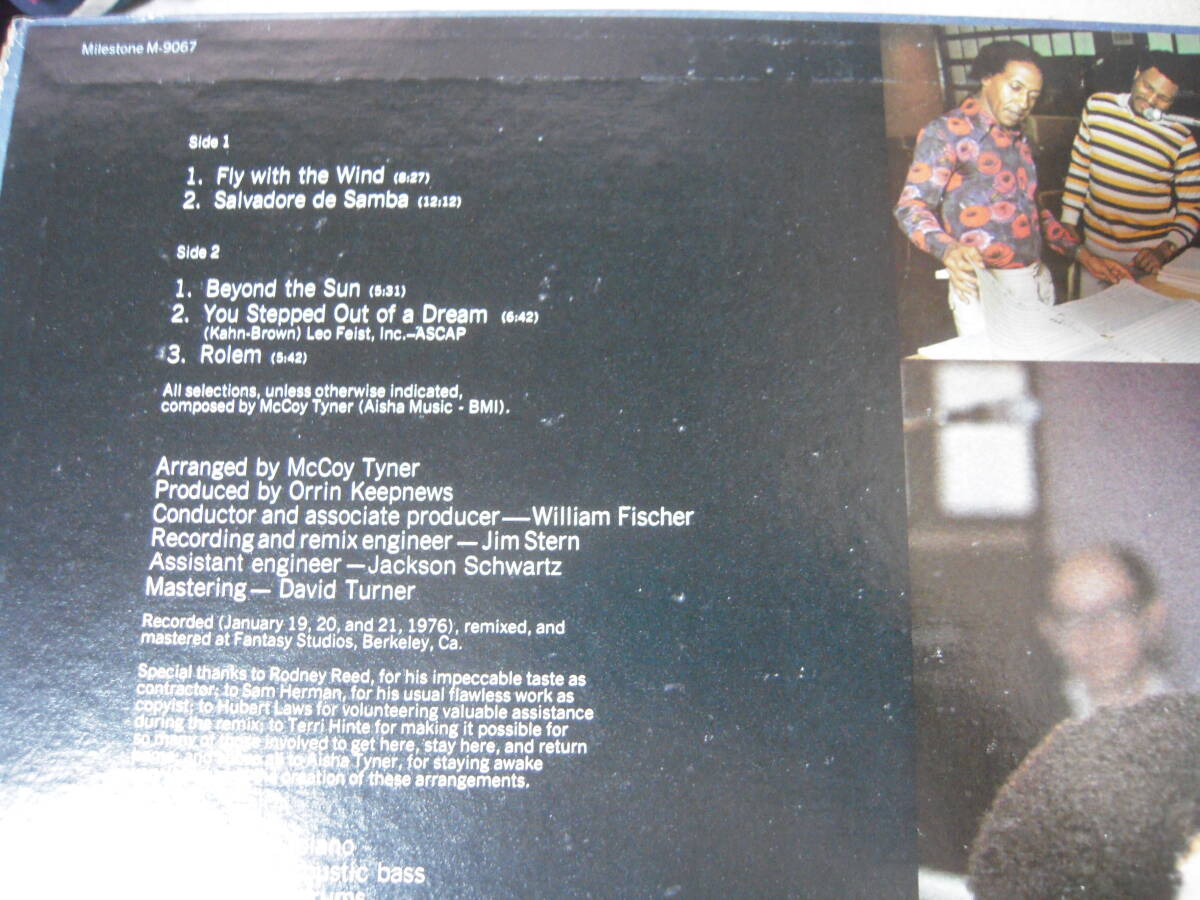 Milestone M-9067
Side 1
1. Fly with the Wind (8:27)
2. Salvadore de Samba (12:12)
Side 2
1. Beyond the Sun (5:31)
2. You Stepped Out of a Dream (6:42)
(Kahn-Brown) Leo Feist, Inc.–ASCAP
3. Rolem (5:42)
All selections, unless otherwise indicated,
composed by McCoy Tyner (Aisha Music - BMI).
Arranged by McCoy Tyner
Produced by Orrin Keepnews
Conductor and associate producer—William Fischer
Recording and remix engineer—Jim Stern
Assistant engineer—Jackson Schwartz
Mastering—David Turner
Recorded (January 19, 20, and 21, 1976), remixed, and
mastered at Fantasy Studios, Berkeley, Ca.
Special thanks to Rodney Reed, for his impeccable taste as
contractor; to Sam Herman, for his usual flawless work as
copyist; to Hubert Laws for volunteering valuable assistance
during the remix; to Terri Hinte for making it possible for
so many of those involved to get here, stay here, and return
to Aisha Tyner, for staying awake
creation of these arrangements.
piano
bass